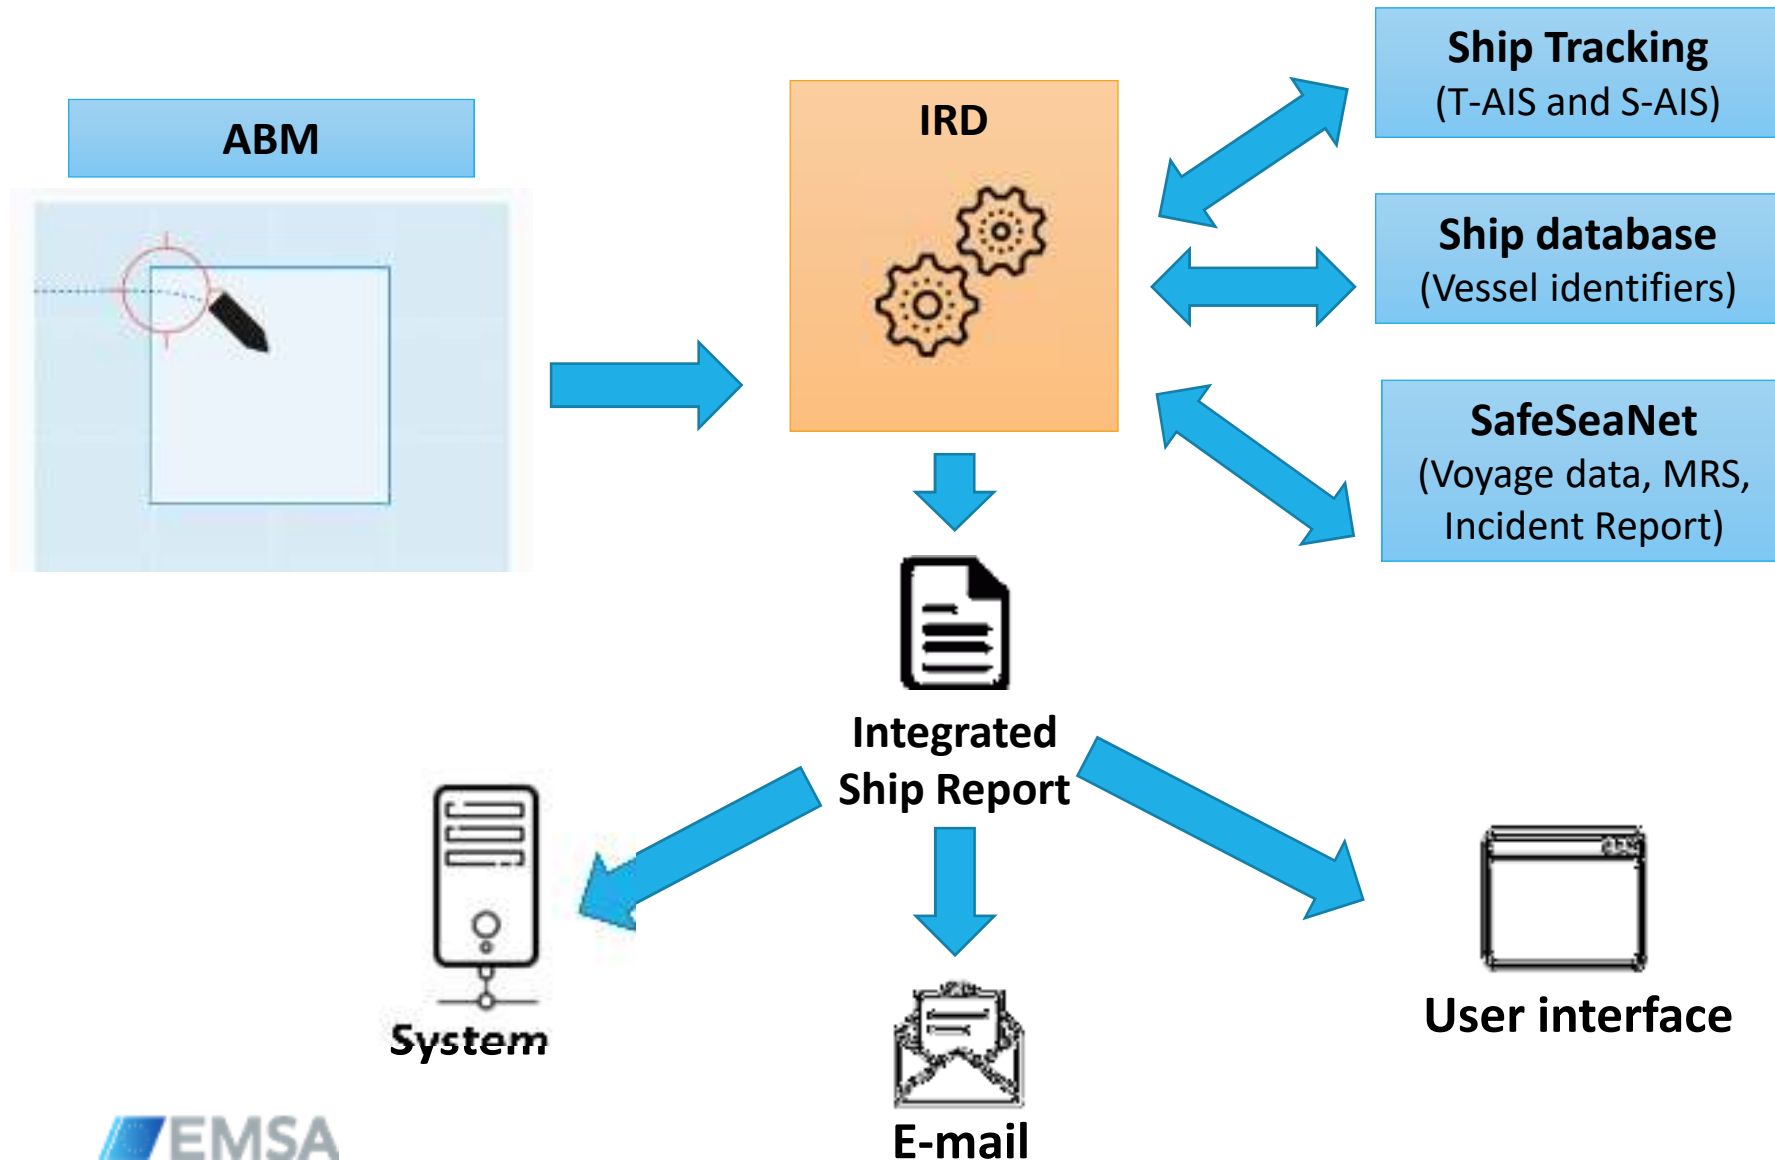 ABM
IRD
Ship Tracking
(T-AIS and S-AIS)
Ship database
(Vessel identifiers)
SafeSeaNet
(Voyage data, MRS,
Incident Report)
Integrated
Ship Report
System
E-mail
User interface
EMSA